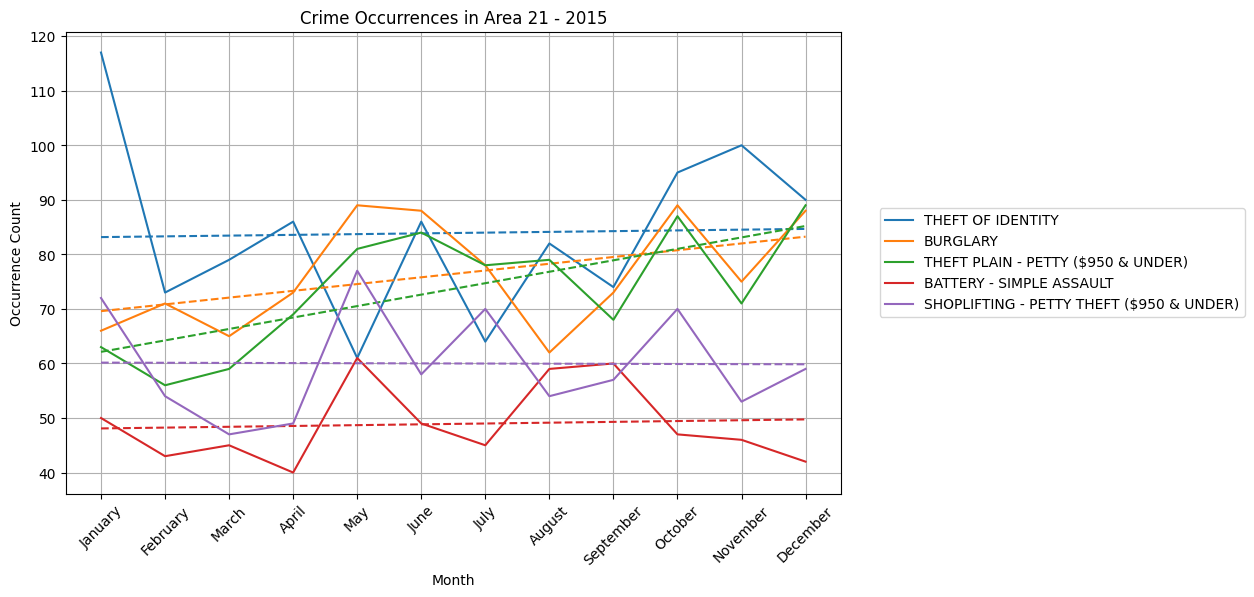 Crime Occurrences in Area 21 - 2015
Occurrence Count
120
110
100
90
80
70
60
50
40
January
February
March
April
May
June
July
August
September
October
November
December
Month
THEFT OF IDENTITY
BURGLARY
THEFT PLAIN - PETTY ($950 & UNDER)
BATTERY - SIMPLE ASSAULT
SHOPLIFTING - PETTY THEFT ($950 & UNDER)